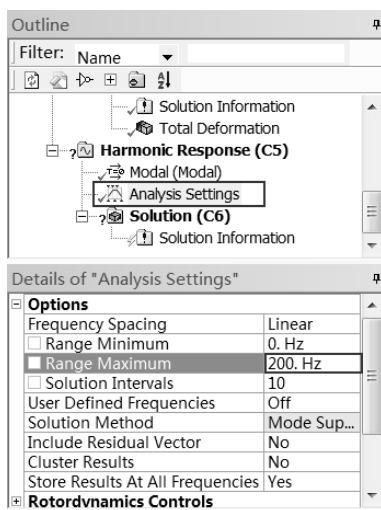 Outline
Filter: Name
Solution Information
Total Deformation
Harmonic Response (C5)
Modal (Modal)
Analysis Settings
Solution (C6)
Solution Information
Details of "Analysis Settings"
Options
Frequency Spacing Linear
Range Minimum 0. Hz
Range Maximum 200. Hz
Solution Intervals 10
User Defined Frequencies Off
Solution Method Mode Sup...
Include Residual Vector No
Cluster Results No
Store Results At All Frequencies Yes
Rotordynamics Controls